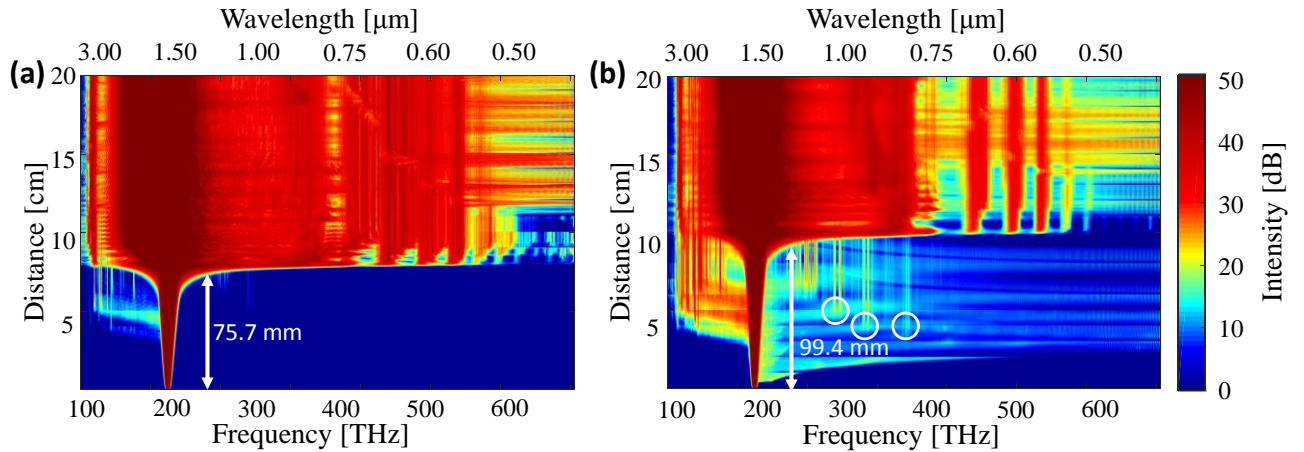 Wavelength [μm]
3.00 1.50 1.00 0.75 0.60 0.50
(a)
20
15
10
5
Distance [cm]
75.7 mm
100 200 300 400 500 600
Frequency [THz]
Wavelength [μm]
3.00 1.50 1.00 0.75 0.60 0.50
(b)
20
15
10
5
Distance [cm]
99.4 mm
100 200 300 400 500 600
Frequency [THz]
50
40
30
20
10
0
Intensity [dB]